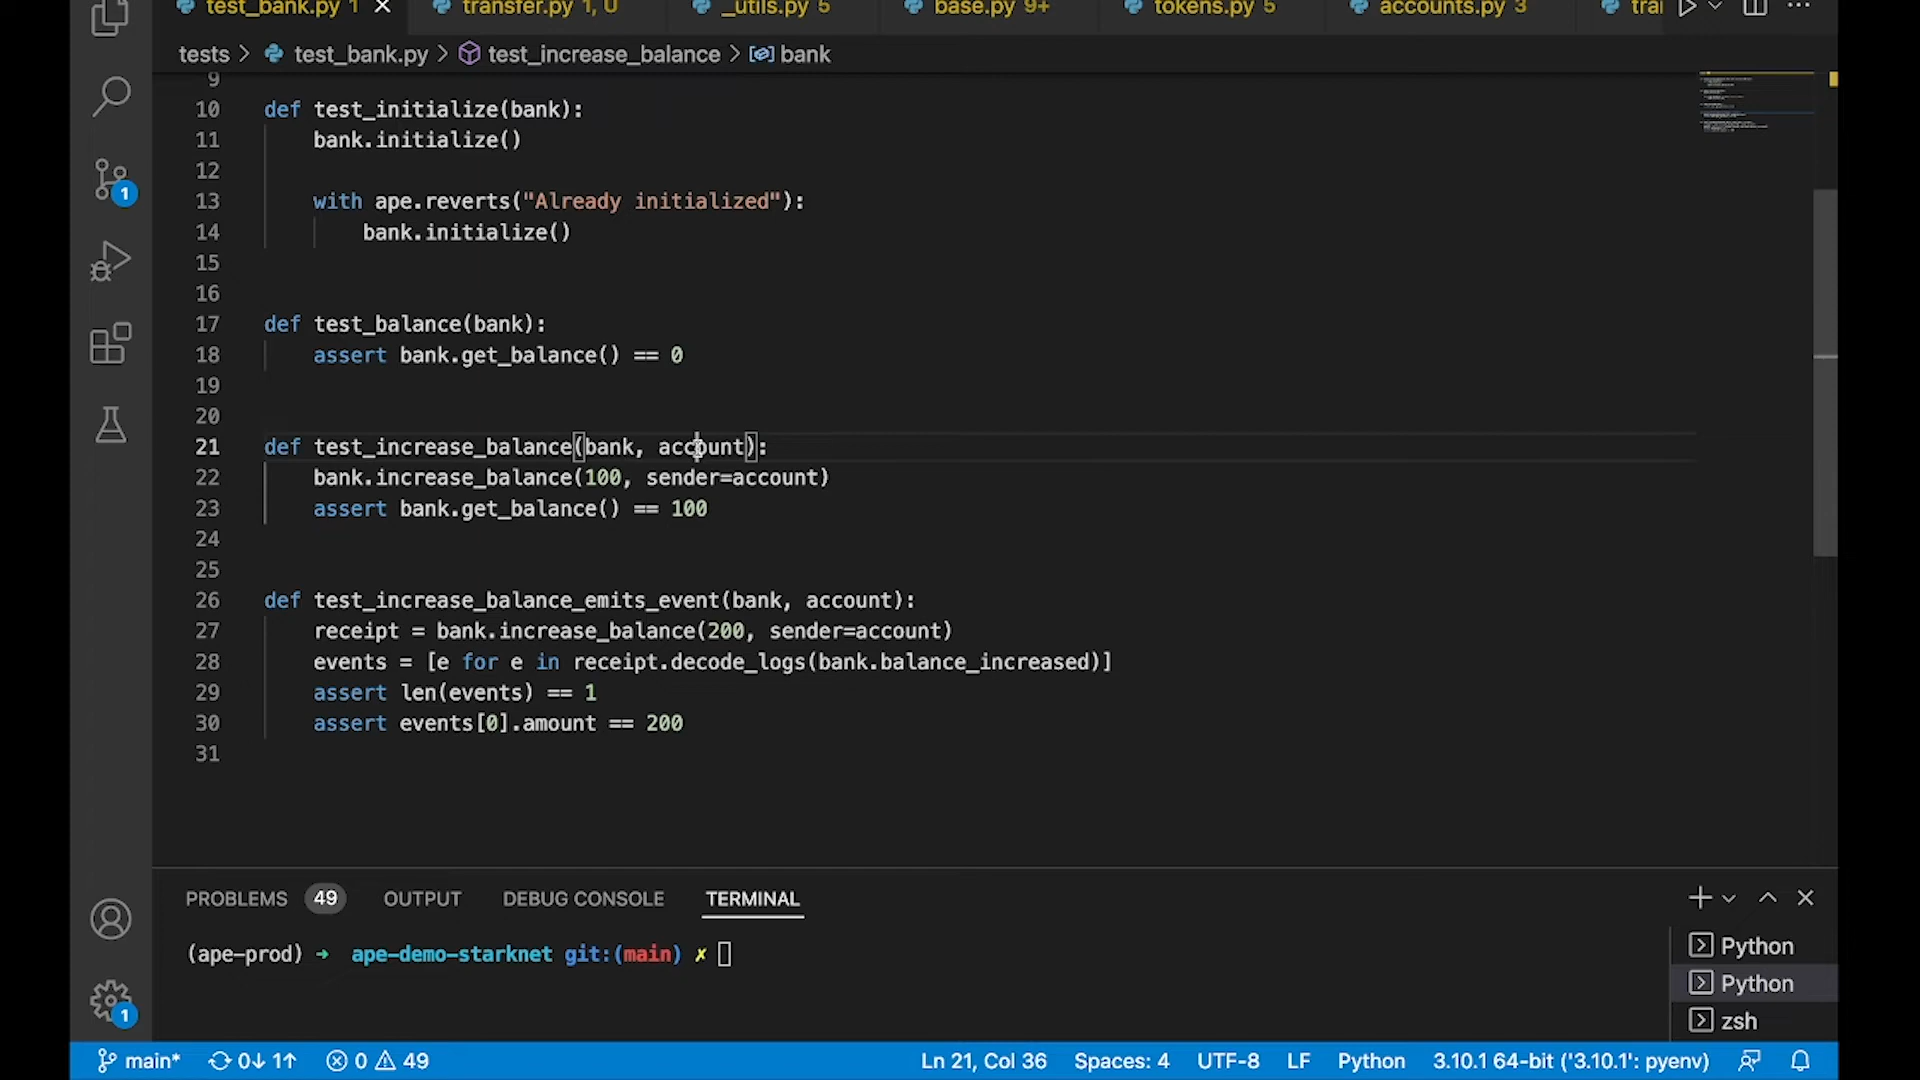 test_bank.py 1 transfer.py 1, U _utils.py 5 base.py 9+ tokens.py 5 accounts.py 3
tests > test_bank.py > test_increase_balance > bank
9
10 def test_initialize(bank):
11 bank.initialize()
12
13 with ape.reverts("Already initialized"):
14 bank.initialize()
15
16
17 def test_balance(bank):
18 assert bank.get_balance() == 0
19
20
21 def test_increase_balance(bank, account):
22 bank.increase_balance(100, sender=account)
23 assert bank.get_balance() == 100
24
25
26 def test_increase_balance_emits_event(bank, account):
27 receipt = bank.increase_balance(200, sender=account)
28 events = [e for e in receipt.decode_logs(bank.balance_increased)]
29 assert len(events) == 1
30 assert events[0].amount == 200
31
1
1
PROBLEMS 49 OUTPUT DEBUG CONSOLE TERMINAL
(ape-prod) → ape-demo-starknet git:(main) ✗
Python
Python
zsh
main* 0↓ 1↑ 0 49 Ln 21, Col 36 Spaces: 4 UTF-8 LF Python 3.10.1 64-bit ('3.10.1': pyenv)